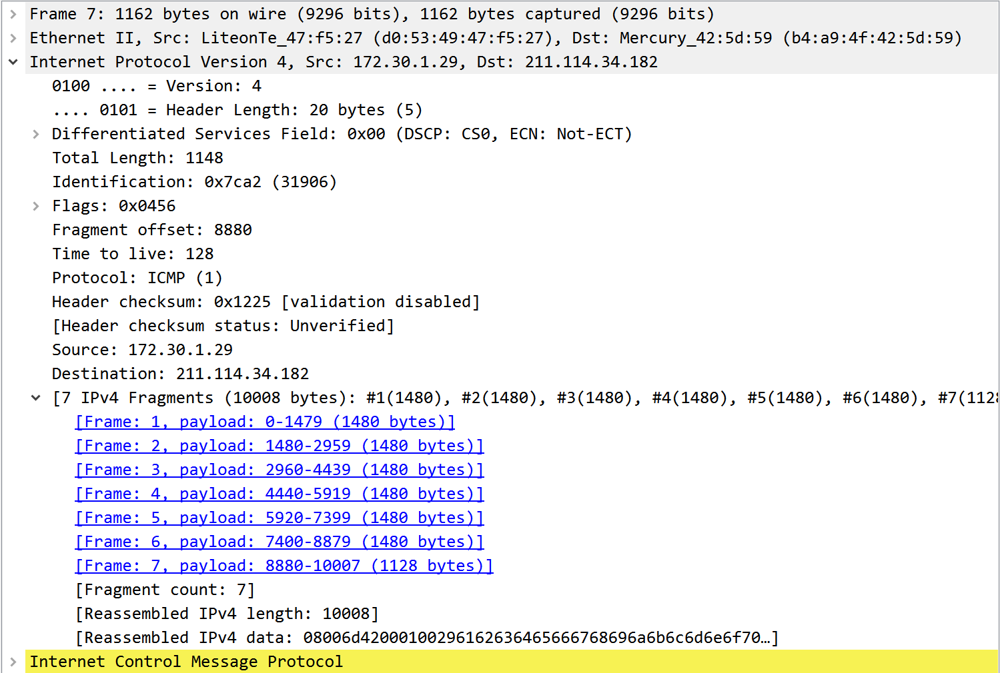 Frame 7: 1162 bytes on wire (9296 bits), 1162 bytes captured (9296 bits)
Ethernet II, Src: LiteonTe_47:f5:27 (d0:53:49:47:f5:27), Dst: Mercury_42:5d:59 (b4:a9:4f:42:5d:59)
Internet Protocol Version 4, Src: 172.30.1.29, Dst: 211.114.34.182
0100 .... = Version: 4
.... 0101 = Header Length: 20 bytes (5)
Differentiated Services Field: 0x00 (DSCP: CS0, ECN: Not-ECT)
Total Length: 1148
Identification: 0x7ca2 (31906)
Flags: 0x0456
Fragment offset: 8880
Time to live: 128
Protocol: ICMP (1)
Header checksum: 0x1225 [validation disabled]
[Header checksum status: Unverified]
Source: 172.30.1.29
Destination: 211.114.34.182
[7 IPv4 Fragments (10008 bytes): #1(1480), #2(1480), #3(1480), #4(1480), #5(1480), #6(1480), #7(1128
[Frame: 1, payload: 0-1479 (1480 bytes)]
[Frame: 2, payload: 1480-2959 (1480 bytes)]
[Frame: 3, payload: 2960-4439 (1480 bytes)]
[Frame: 4, payload: 4440-5919 (1480 bytes)]
[Frame: 5, payload: 5920-7399 (1480 bytes)]
[Frame: 6, payload: 7400-8879 (1480 bytes)]
[Frame: 7, payload: 8880-10007 (1128 bytes)]
[Fragment count: 7]
[Reassembled IPv4 length: 10008]
[Reassembled IPv4 data: 08006d42000100296162636465666768696a6b6c6d6e6f70…]
Internet Control Message Protocol